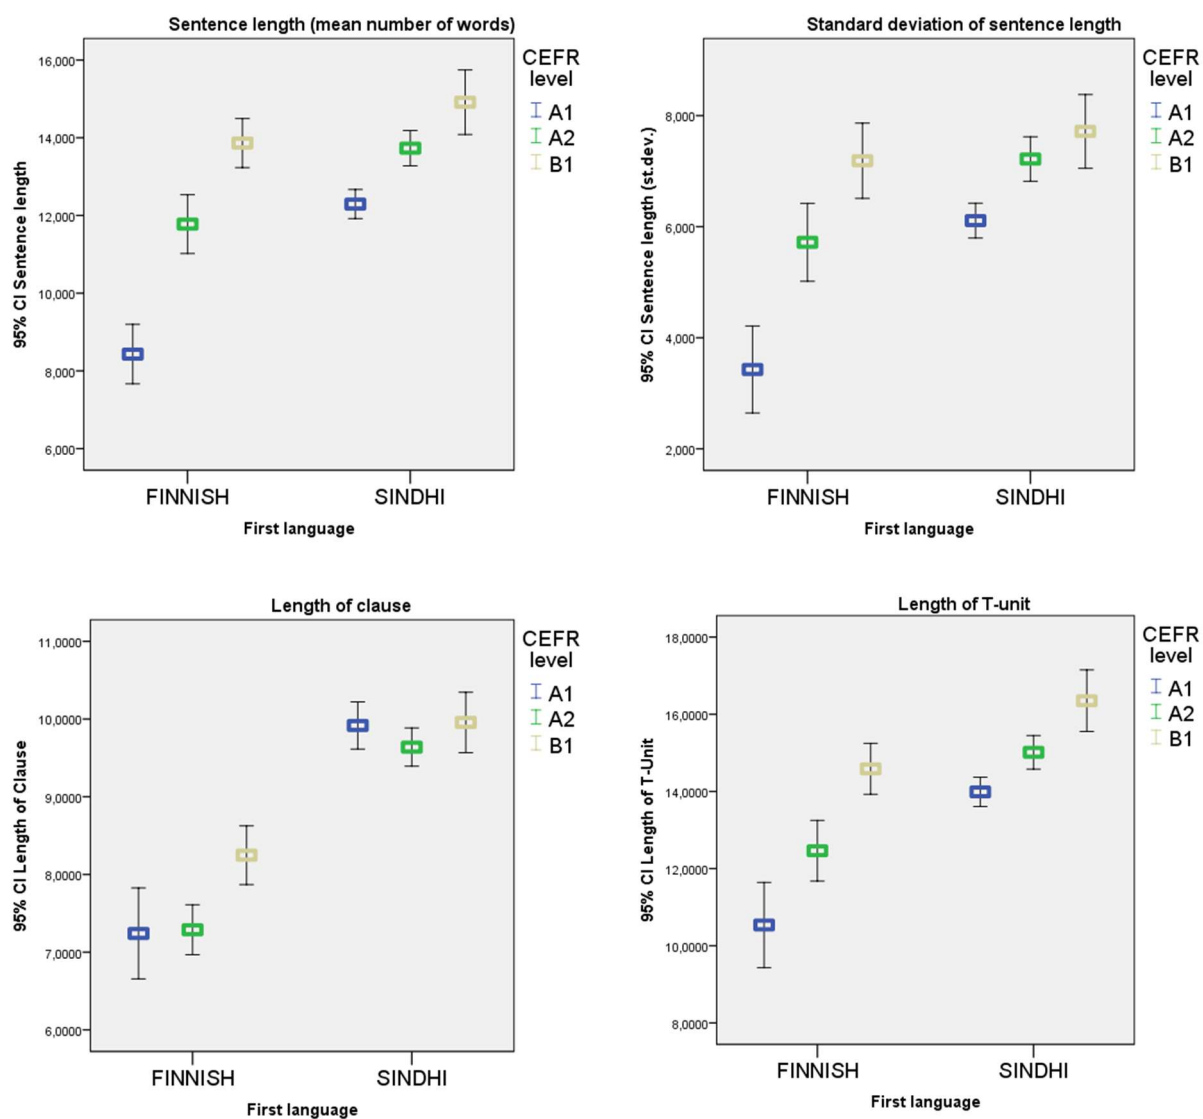 Sentence length (mean number of words)
95% CI Sentence length
16,000
14,000
12,000
10,000
8,000
6,000
FINNISH
SINDHI
First language
CEFR
level
A1
A2
B1
Standard deviation of sentence length
95% CI Sentence length (st.dev.)
8,000
6,000
4,000
2,000
FINNISH
SINDHI
First language
CEFR
level
A1
A2
B1
Length of clause
95% CI Length of Clause
11,0000
10,0000
9,0000
8,0000
7,0000
6,0000
FINNISH
SINDHI
First language
CEFR
level
A1
A2
B1
Length of T-unit
95% CI Length of T-Unit
18,0000
16,0000
14,0000
12,0000
10,0000
8,0000
FINNISH
SINDHI
First language
CEFR
level
A1
A2
B1